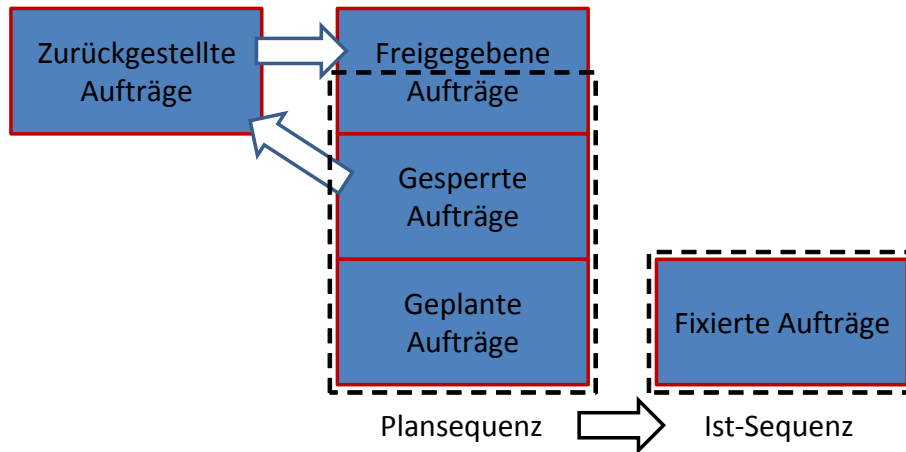 Zurückgestellte
Aufträge
Freigegebene
Aufträge
Gesperrte
Aufträge
Geplante
Aufträge
Fixierte Aufträge
Plansequenz
Ist-Sequenz